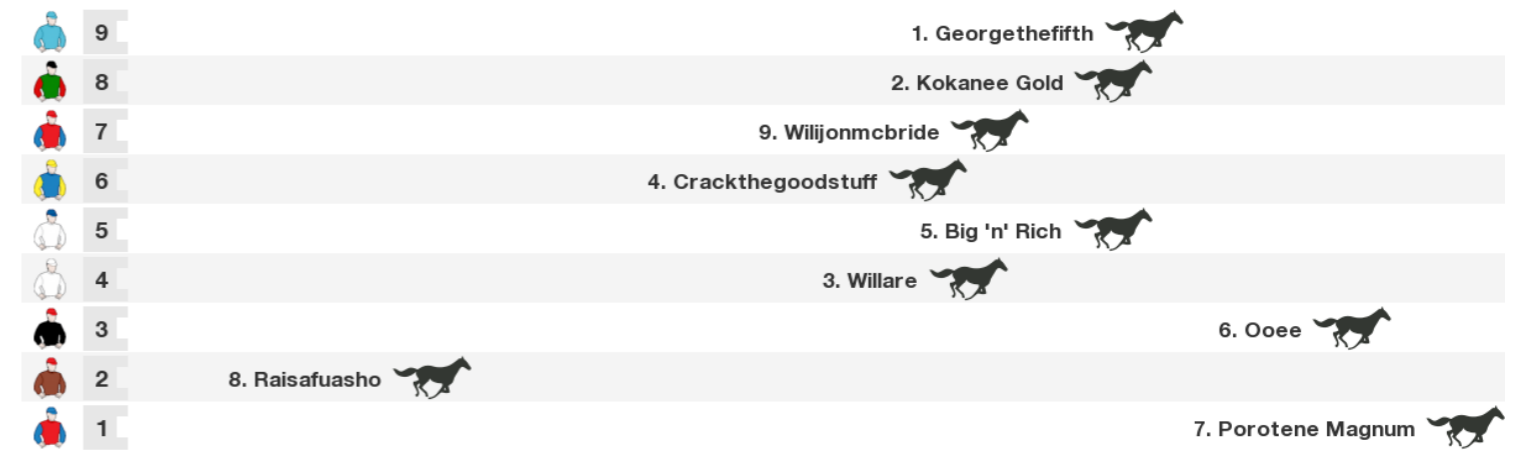 9 1. Georgethefifth
8 2. Kokanee Gold
7 9. Wilijonmcbride
6 4. Crackthegoodstuff
5 5. Big 'n' Rich
4 3. Willare
3 6. Ooee
2 8. Raisafuasho
1 7. Porotene Magnum